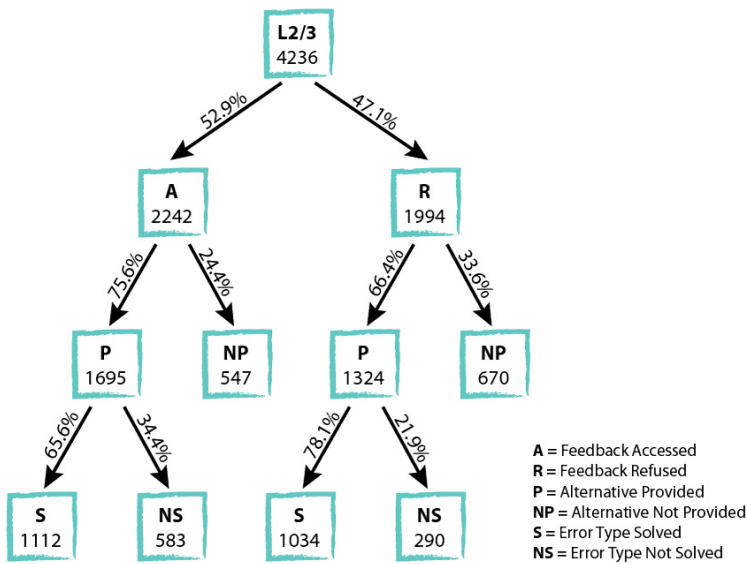 L2/3
4236
52.9%
47.1%
A
2242
R
1994
75.6%
24.4%
66.4%
33.6%
P
1695
NP
547
P
1324
NP
670
65.6%
34.4%
78.1%
21.9%
S
1112
NS
583
S
1034
NS
290
A = Feedback Accessed
R = Feedback Refused
P = Alternative Provided
NP = Alternative Not Provided
S = Error Type Solved
NS = Error Type Not Solved